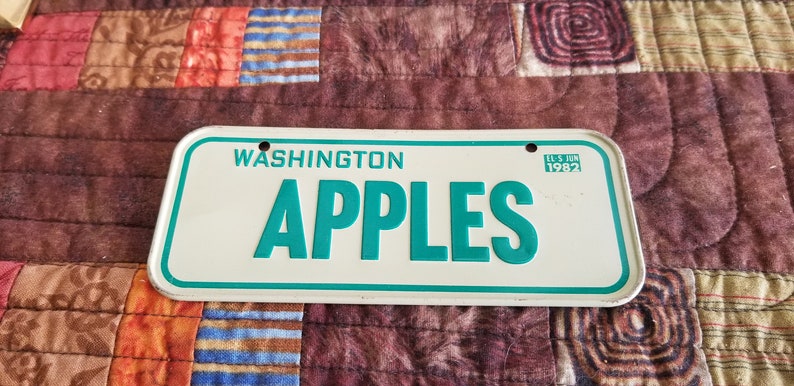 WASHINGTON
EL-S JUN
1982
APPLES